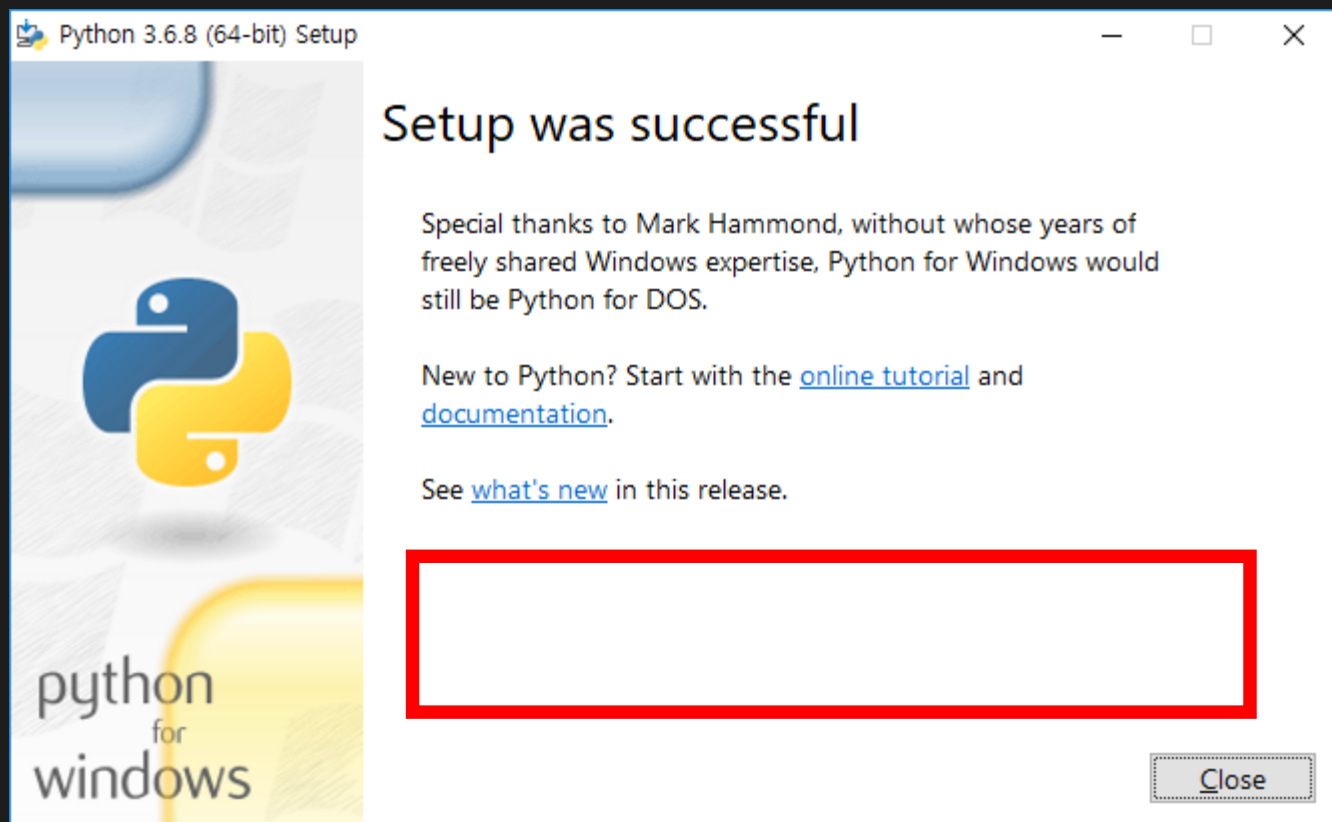 Python 3.6.8 (64-bit) Setup
Setup was successful
Special thanks to Mark Hammond, without whose years of
freely shared Windows expertise, Python for Windows would
still be Python for DOS.
New to Python? Start with the online tutorial and
documentation.
See what's new in this release.
python
for
windows
Close